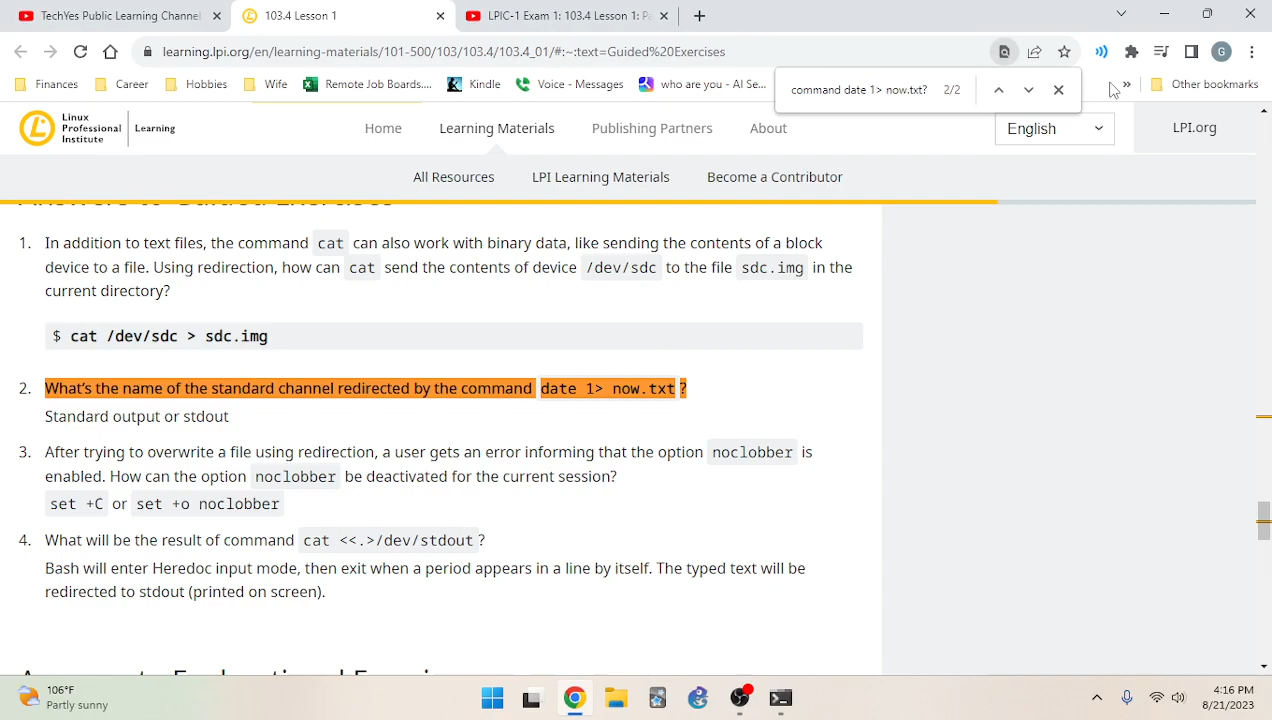 TechYes Public Learning Channel
103.4 Lesson 1
LPIC-1 Exam 1: 103.4 Lesson 1: Pa
learning.lpi.org/en/learning-materials/101-500/103/103.4/103.4_01/#:~:text=Guided%20Exercises
G
Finances
Career
Hobbies
Wife
Remote Job Boards....
Kindle
Voice - Messages
who are you - AI Se...
»
Other bookmarks
command date 1> now.txt? 2/2
Linux
Professional
Institute
Learning
Home
Learning Materials
Publishing Partners
About
English
LPI.org
All Resources
LPI Learning Materials
Become a Contributor
Answers to Guided Exercises
1. In addition to text files, the command cat can also work with binary data, like sending the contents of a block
device to a file. Using redirection, how can cat send the contents of device /dev/sdc to the file sdc.img in the
current directory?
$ cat /dev/sdc > sdc.img
2. What's the name of the standard channel redirected by the command date 1> now.txt ?
Standard output or stdout
3. After trying to overwrite a file using redirection, a user gets an error informing that the option noclobber is
enabled. How can the option noclobber be deactivated for the current session?
set +C or set +o noclobber
4. What will be the result of command cat <<.>/dev/stdout ?
Bash will enter Heredoc input mode, then exit when a period appears in a line by itself. The typed text will be
redirected to stdout (printed on screen).
106°F
Partly sunny
4:16 PM
8/21/2023